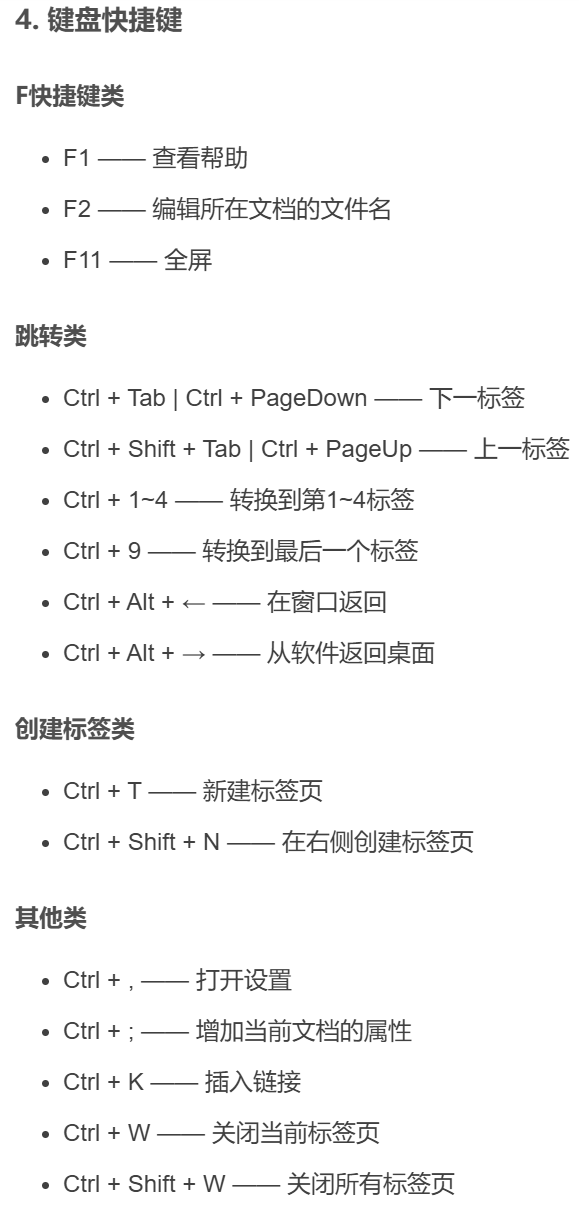 4. 键盘快捷键
F快捷键类
• F1 —— 查看帮助
• F2 —— 编辑所在文档的文件名
• F11 —— 全屏
跳转类
• Ctrl + Tab | Ctrl + PageDown —— 下一标签
• Ctrl + Shift + Tab | Ctrl + PageUp —— 上一标签
• Ctrl + 1~4 —— 转换到第1~4标签
• Ctrl + 9 —— 转换到最后一个标签
• Ctrl + Alt + ← —— 在窗口返回
• Ctrl + Alt + → —— 从软件返回桌面
创建标签类
• Ctrl + T —— 新建标签页
• Ctrl + Shift + N —— 在右侧创建标签页
其他类
• Ctrl + , —— 打开设置
• Ctrl + ; —— 增加当前文档的属性
• Ctrl + K —— 插入链接
• Ctrl + W —— 关闭当前标签页
• Ctrl + Shift + W —— 关闭所有标签页